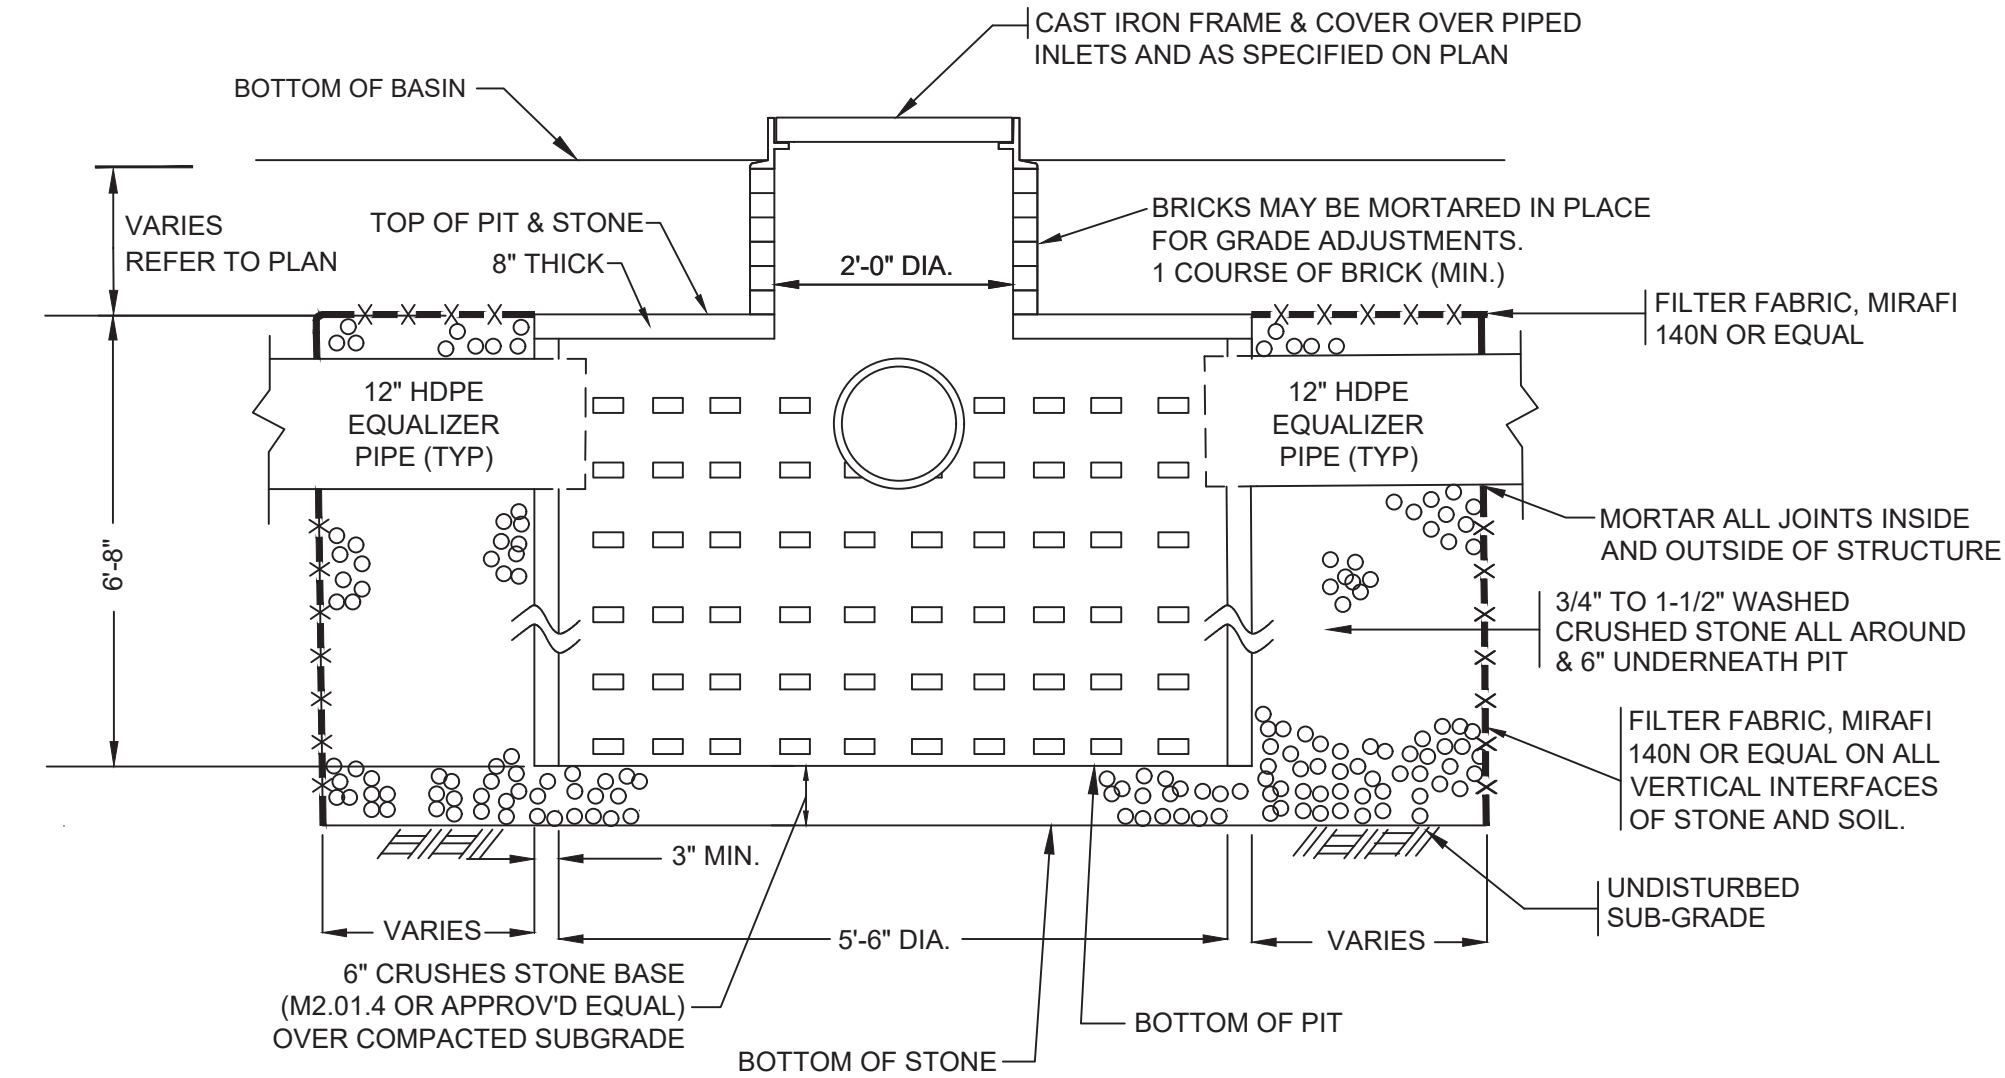 CAST IRON FRAME & COVER OVER PIPED
INLETS AND AS SPECIFIED ON PLAN
BOTTOM OF BASIN
VARIES
REFER TO PLAN
TOP OF PIT & STONE
8" THICK
2'-0" DIA.
BRICKS MAY BE MORTARED IN PLACE
FOR GRADE ADJUSTMENTS.
1 COURSE OF BRICK (MIN.)
FILTER FABRIC, MIRAFI
140N OR EQUAL
12" HDPE
EQUALIZER
PIPE (TYP)
12" HDPE
EQUALIZER
PIPE (TYP)
6'-8"
MORTAR ALL JOINTS INSIDE
AND OUTSIDE OF STRUCTURE
3/4" TO 1-1/2" WASHED
CRUSHED STONE ALL AROUND
& 6" UNDERNEATH PIT
FILTER FABRIC, MIRAFI
140N OR EQUAL ON ALL
VERTICAL INTERFACES
OF STONE AND SOIL.
3" MIN.
UNDISTURBED
SUB-GRADE
VARIES
5'-6" DIA.
VARIES
6" CRUSHES STONE BASE
(M2.01.4 OR APPROV'D EQUAL)
OVER COMPACTED SUBGRADE
BOTTOM OF PIT
BOTTOM OF STONE